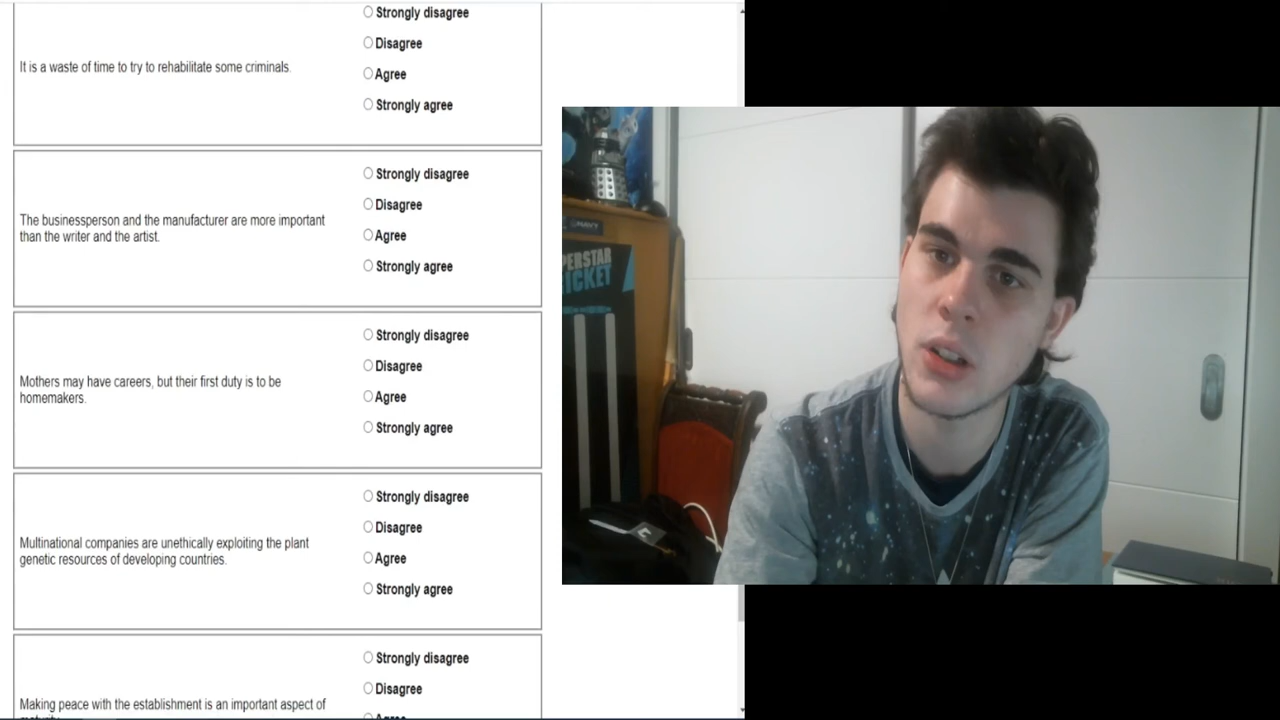 Strongly disagree
Disagree
It is a waste of time to try to rehabilitate some criminals.
Agree
Strongly agree
Strongly disagree
The businessperson and the manufacturer are more important
than the writer and the artist.
Disagree
Agree
Strongly agree
Strongly disagree
Disagree
Mothers may have careers, but their first duty is to be
homemakers.
Agree
Strongly agree
Strongly disagree
Disagree
Multinational companies are unethically exploiting the plant
genetic resources of developing countries.
Agree
Strongly agree
Strongly disagree
Disagree
Making peace with the establishment is an important aspect of
NAVY
PERSTAR
ICKET